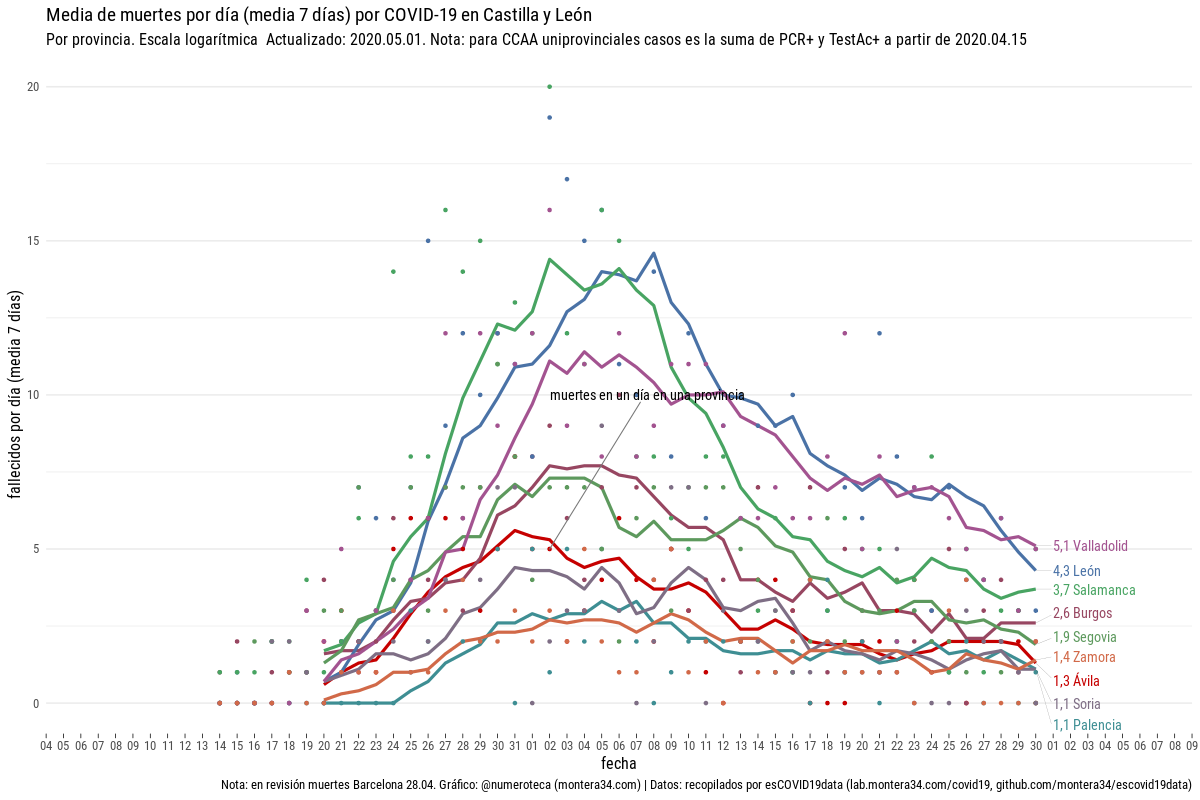 Media de muertes por día (media 7 días) por COVID-19 en Castilla y León
Por provincia. Escala logarítmica  Actualizado: 2020.05.01. Nota: para CCAA uniprovinciales casos es la suma de PCR+ y TestAc+ a partir de 2020.04.15
fallecidos por día (media 7 días)
20
15
10
5
0
muertes en un día en una provincia
5,1 Valladolid
4,3 León
3,7 Salamanca
2,6 Burgos
1,9 Segovia
1,4 Zamora
1,3 Ávila
1,1 Soria
1,1 Palencia
04 05 06 07 08 09 10 11 12 13 14 15 16 17 18 19 20 21 22 23 24 25 26 27 28 29 30 31 01 02 03 04 05 06 07 08 09 10 11 12 13 14 15 16 17 18 19 20 21 22 23 24 25 26 27 28 29 30 01 02 03 04 05 06 07 08 09
fecha
Nota: en revisión muertes Barcelona 28.04. Gráfico: @numeroteca (montera34.com) | Datos: recopilados por esCOVID19data (lab.montera34.com/covid19, github.com/montera34/escovid19data)